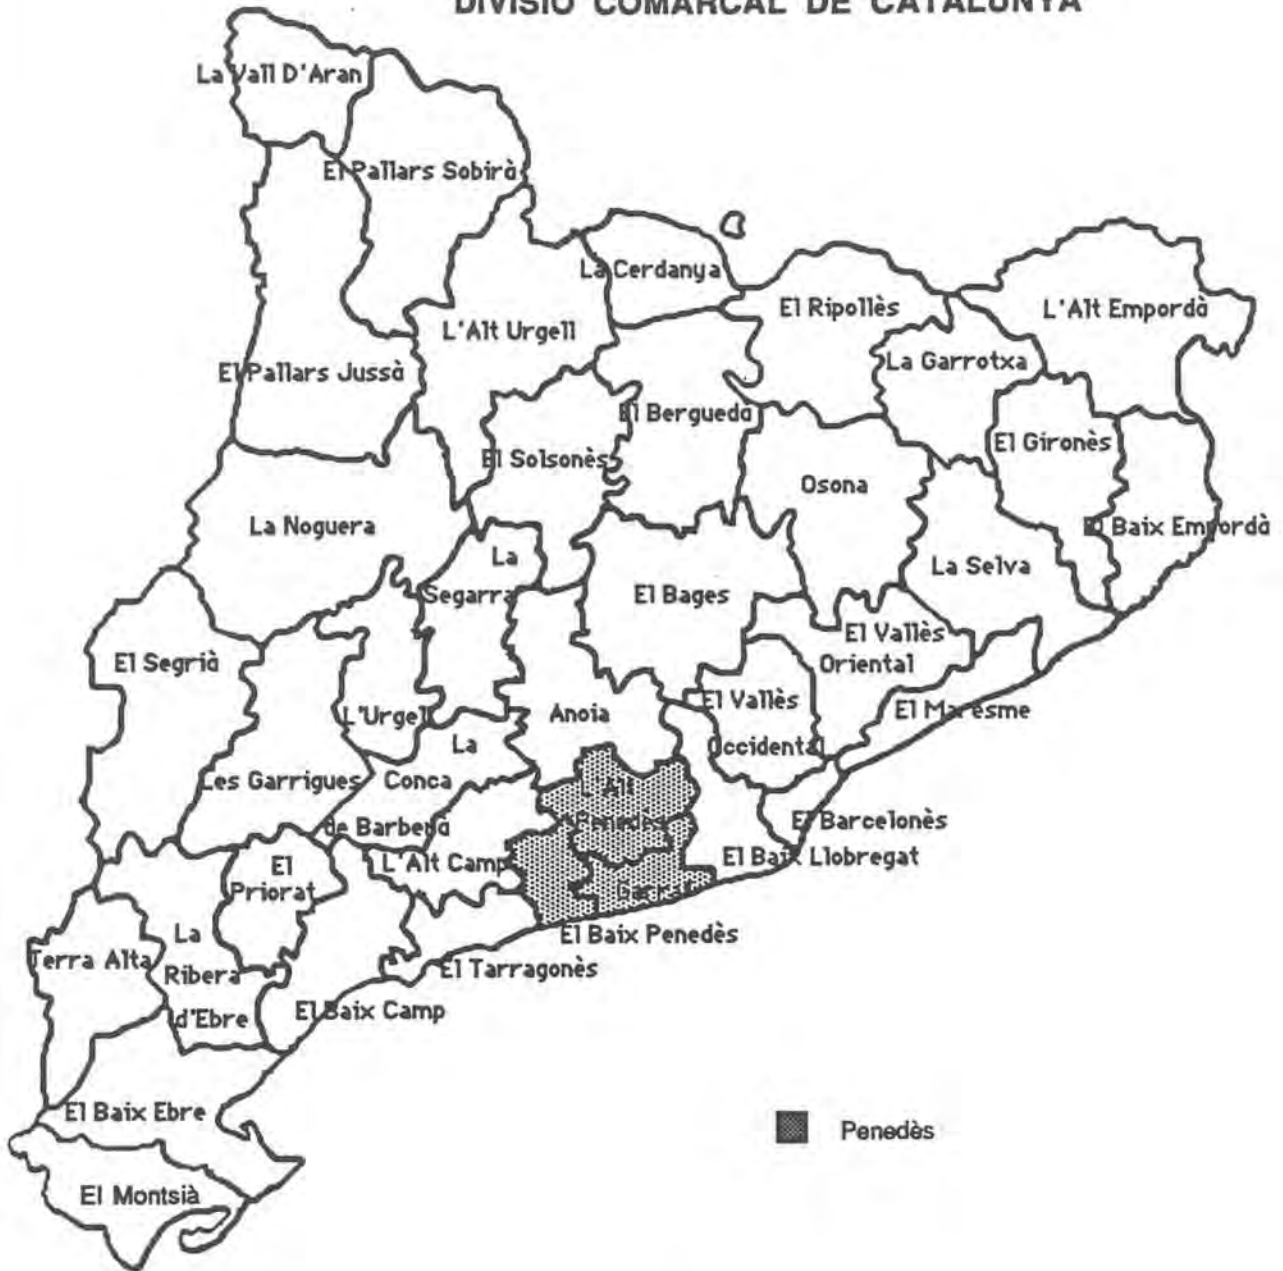 DIVISIÓ COMARCAL DE CATALUNYA
La Vall D'Aran
El Pallars Sobirà
La Cerdanya
El Ripollès
L'Alt Empordà
L'Alt Urgell
La Garrotxa
El Pallars Jussà
El Berguedà
El Gironès
El Solsonès
Osona
La Noguera
El Baix Empordà
La
Segarra
La Selva
El Bages
El Vallès
Oriental
El Segrià
El Vallès
Occidental
El Maresme
L'Urgell
Anoia
La
Conca
de Barberà
Les Garrigues
L'Alt
Penedès
El Barcelonès
El Baix Llobregat
El
Priorat
L'Alt Camp
Garraf
El Baix Penedès
La
Ribera
d'Ebre
Terra Alta
El Tarragonès
El Baix Camp
El Baix Ebre
Penedès
El Montsià